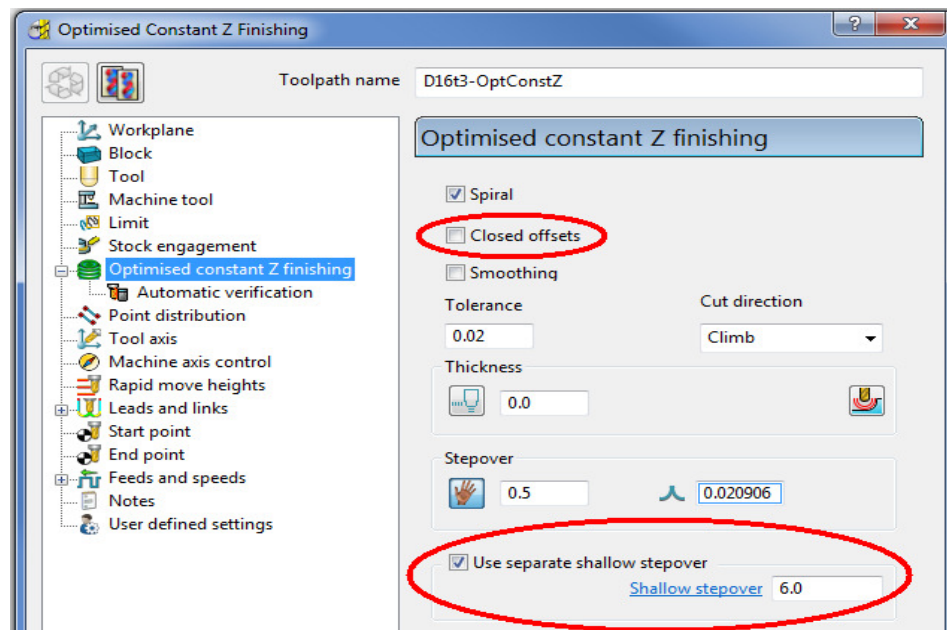 Optimised Constant Z Finishing
Toolpath name D16t3-OptConstZ
Workplane
Block
Tool
Machine tool
Limit
Stock engagement
Optimised constant Z finishing
Automatic verification
Point distribution
Tool axis
Machine axis control
Rapid move heights
Leads and links
Start point
End point
Feeds and speeds
Notes
User defined settings
Optimised constant Z finishing
Spiral
Closed offsets
Smoothing
Tolerance Cut direction
0.02 Climb
Thickness
0.0
Stepover
0.5 0.020906
Use separate shallow stepover
Shallow stepover 6.0